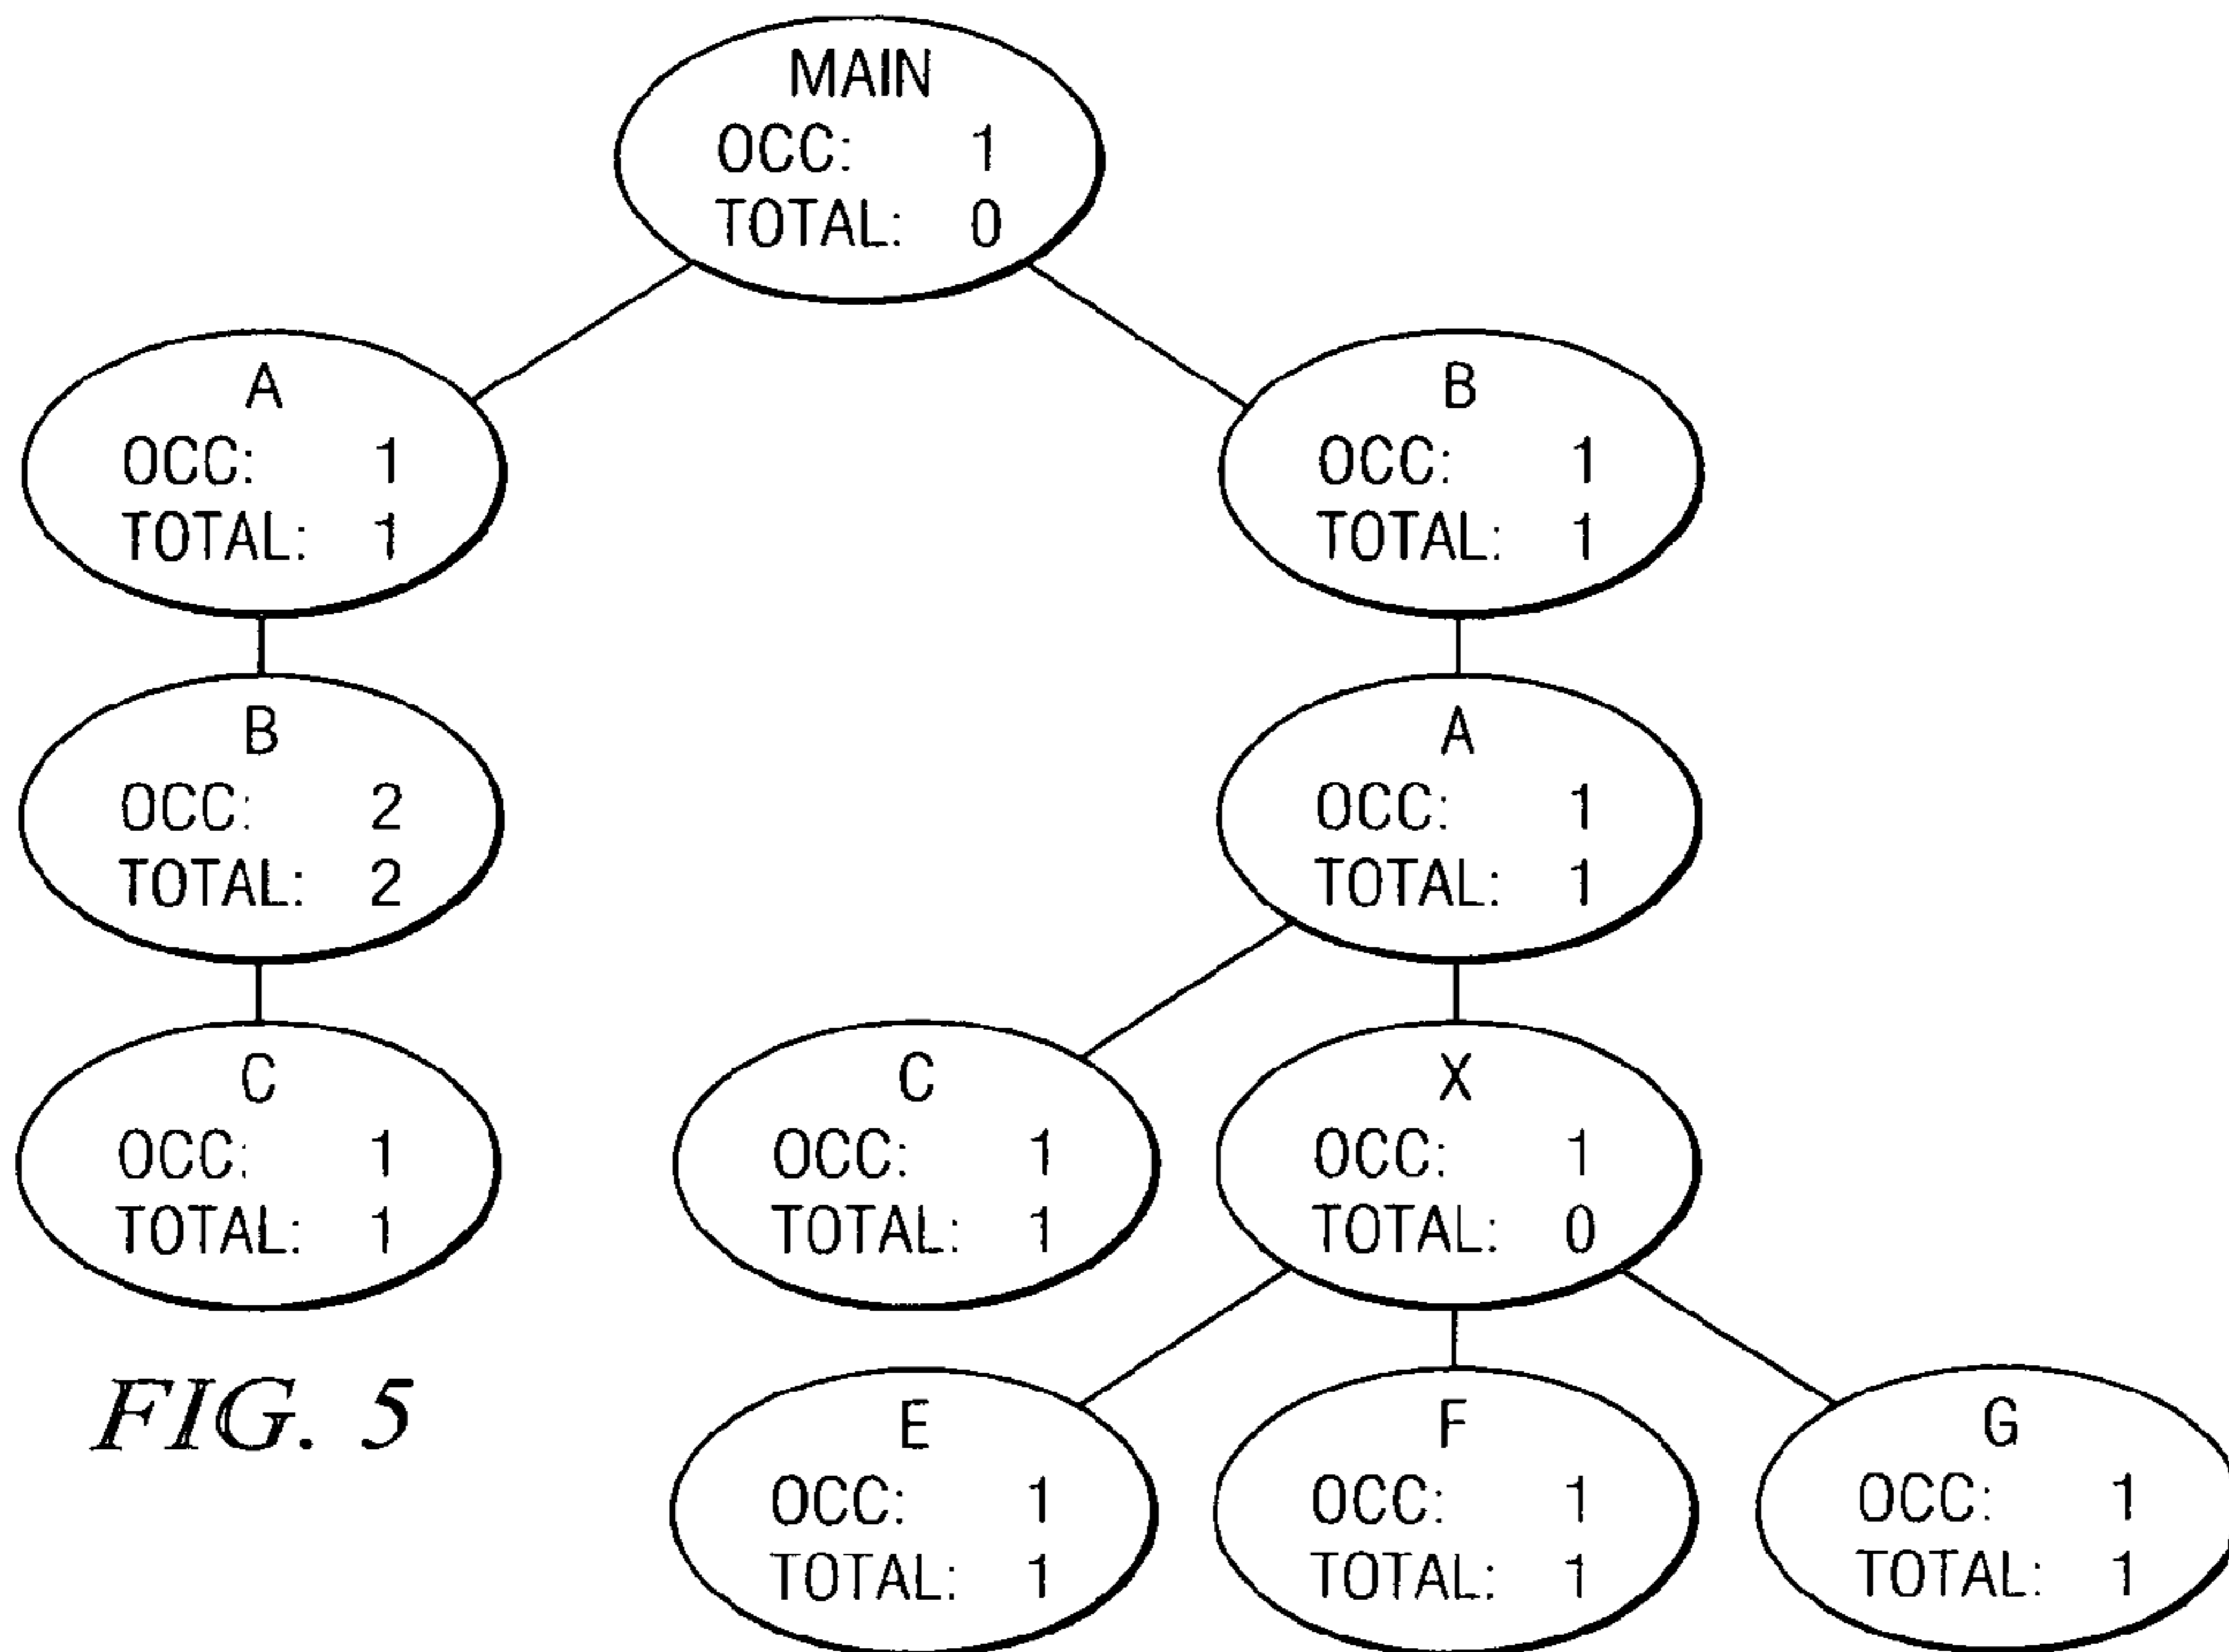 MAIN
OCC: 1
TOTAL: 0
A
OCC: 1
TOTAL: 1
B
OCC: 1
TOTAL: 1
B
OCC: 2
TOTAL: 2
A
OCC: 1
TOTAL: 1
C
OCC: 1
TOTAL: 1
C
OCC: 1
TOTAL: 1
X
OCC: 1
TOTAL: 0
E
OCC: 1
TOTAL: 1
F
OCC: 1
TOTAL: 1
G
OCC: 1
TOTAL: 1
FIG. 5